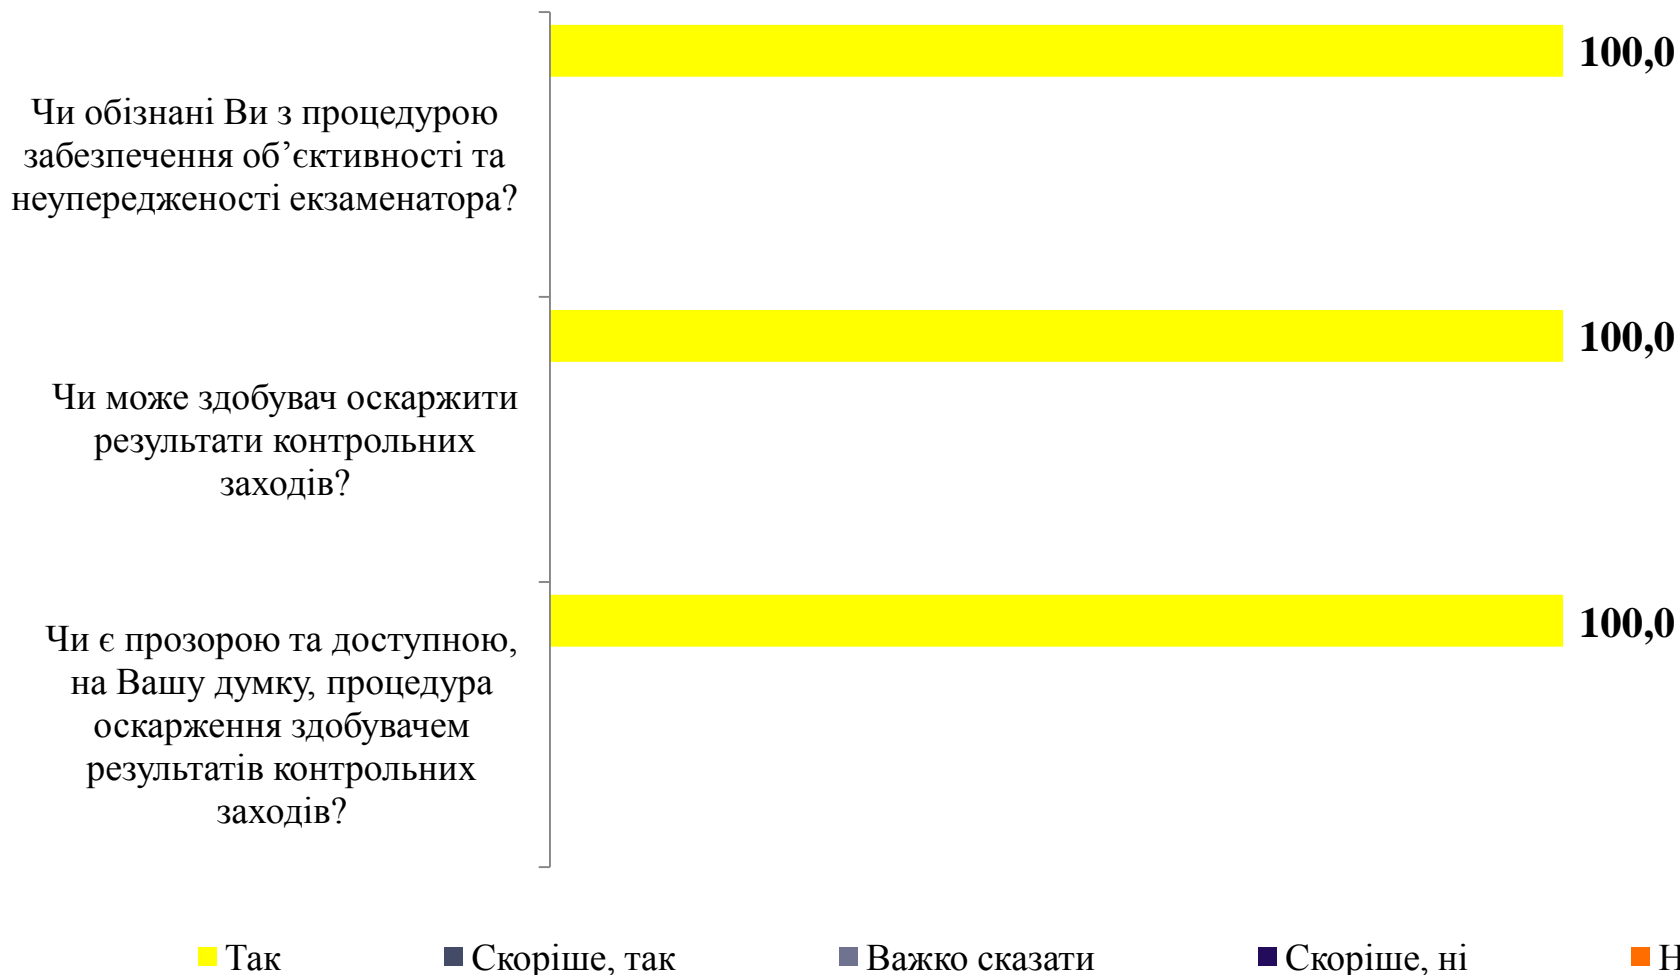 100,0
Чи обізнані Ви з процедурою
забезпечення об’єктивності та
неупередженості екзаменатора?
100,0
Чи може здобувач оскаржити
результати контрольних
заходів?
100,0
Чи є прозорою та доступною,
на Вашу думку, процедура
оскарження здобувачем
результатів контрольних
заходів?
Так Скоріше, так Важко сказати Скоріше, ні